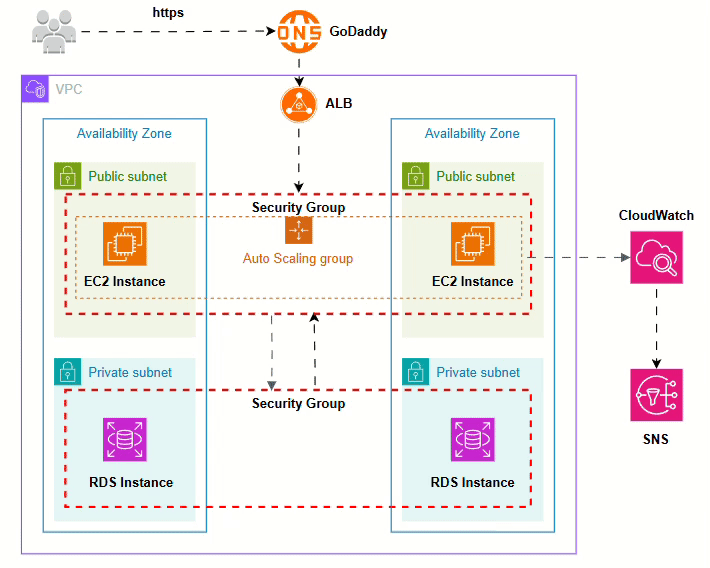 https
DNS
GoDaddy
VPC
ALB
Availability Zone
Availability Zone
Public subnet
Public subnet
Security Group
Auto Scaling group
EC2 Instance
EC2 Instance
CloudWatch
Private subnet
Private subnet
Security Group
RDS Instance
RDS Instance
SNS